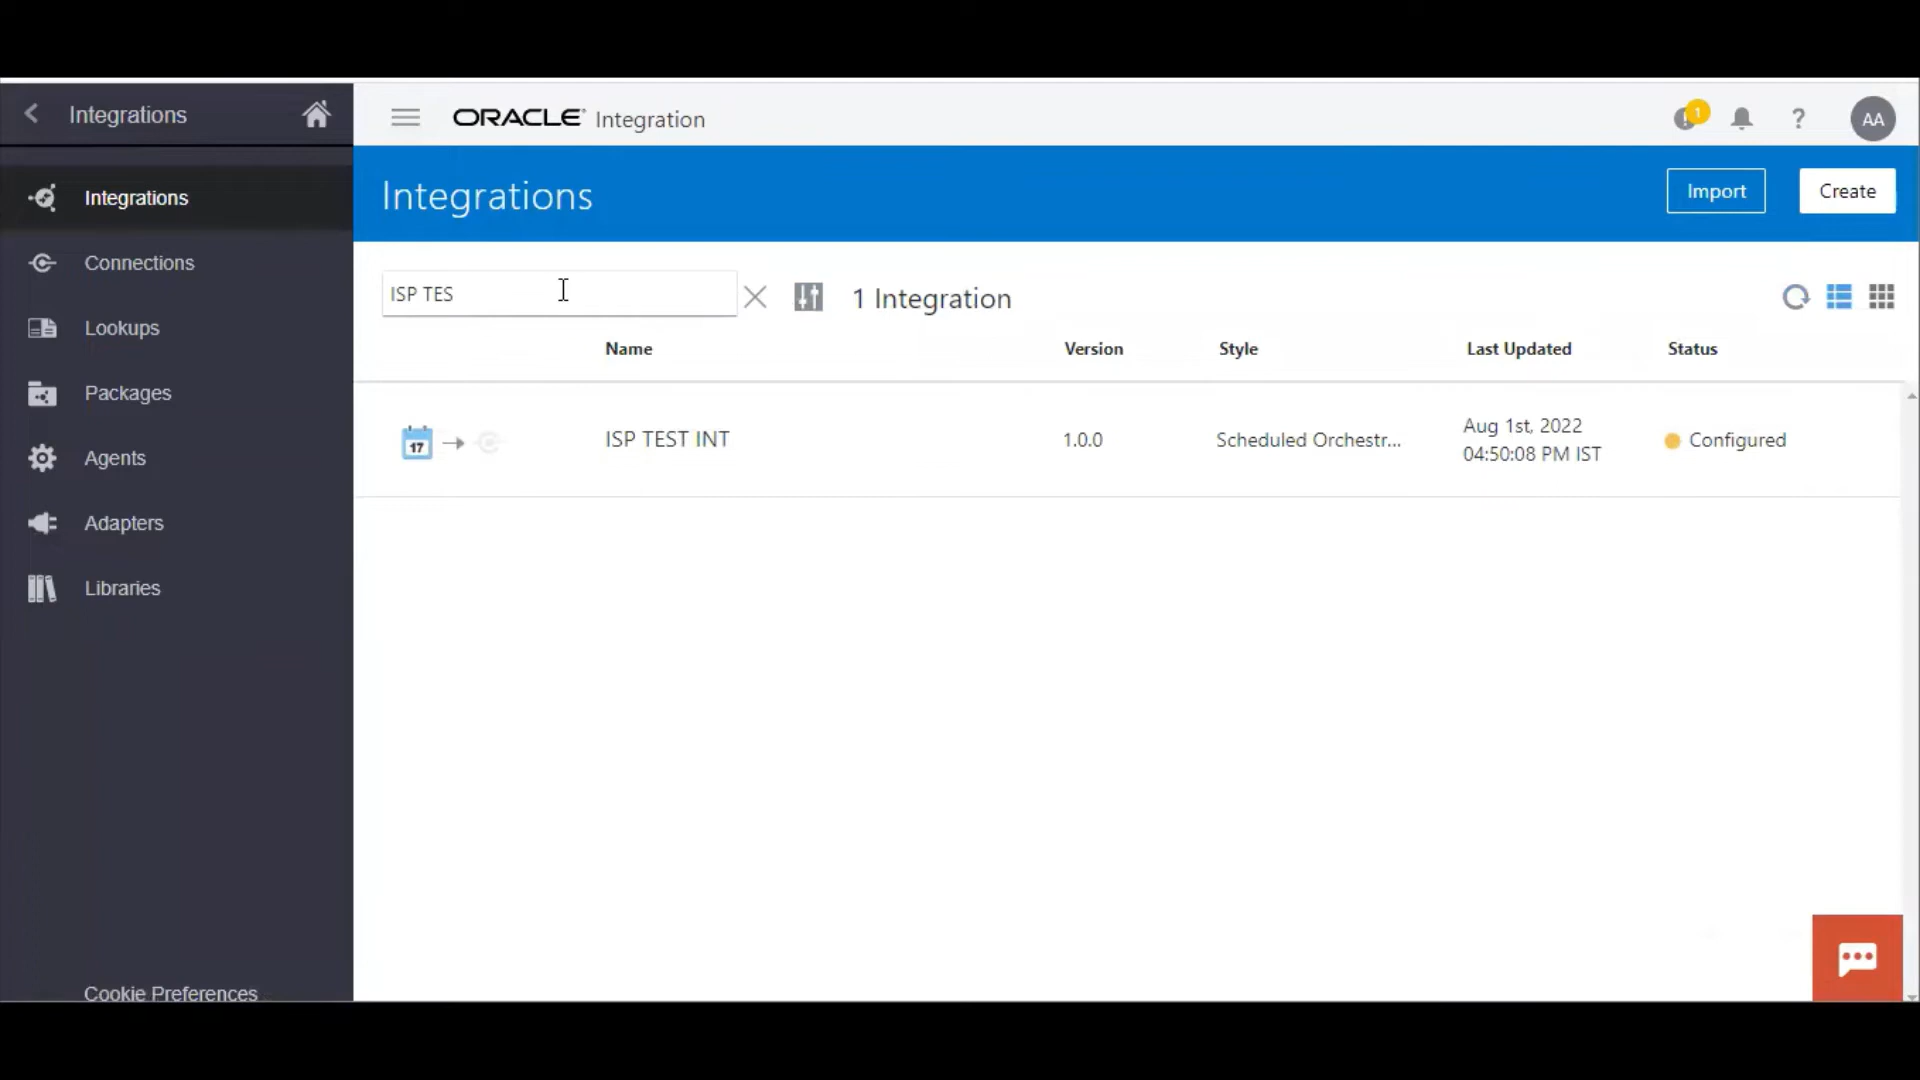 Integrations
ORACLE Integration
1
AA
Integrations
Import
Create
Integrations
Connections
Lookups
Packages
Agents
Adapters
Libraries
Cookie Preferences
ISP TES
1 Integration
Name
Version
Style
Last Updated
Status
17
ISP TEST INT
1.0.0
Scheduled Orchestr...
Aug 1st, 2022
04:50:08 PM IST
Configured